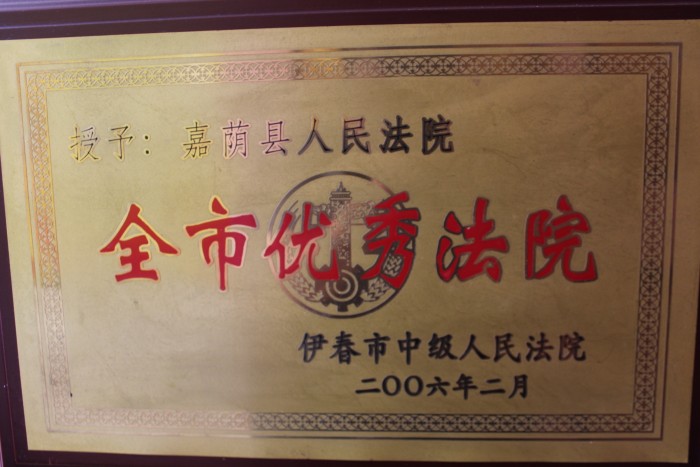 授予：嘉荫县人民法院
全市优秀法院
伊春市中级人民法院
二〇〇六年二月